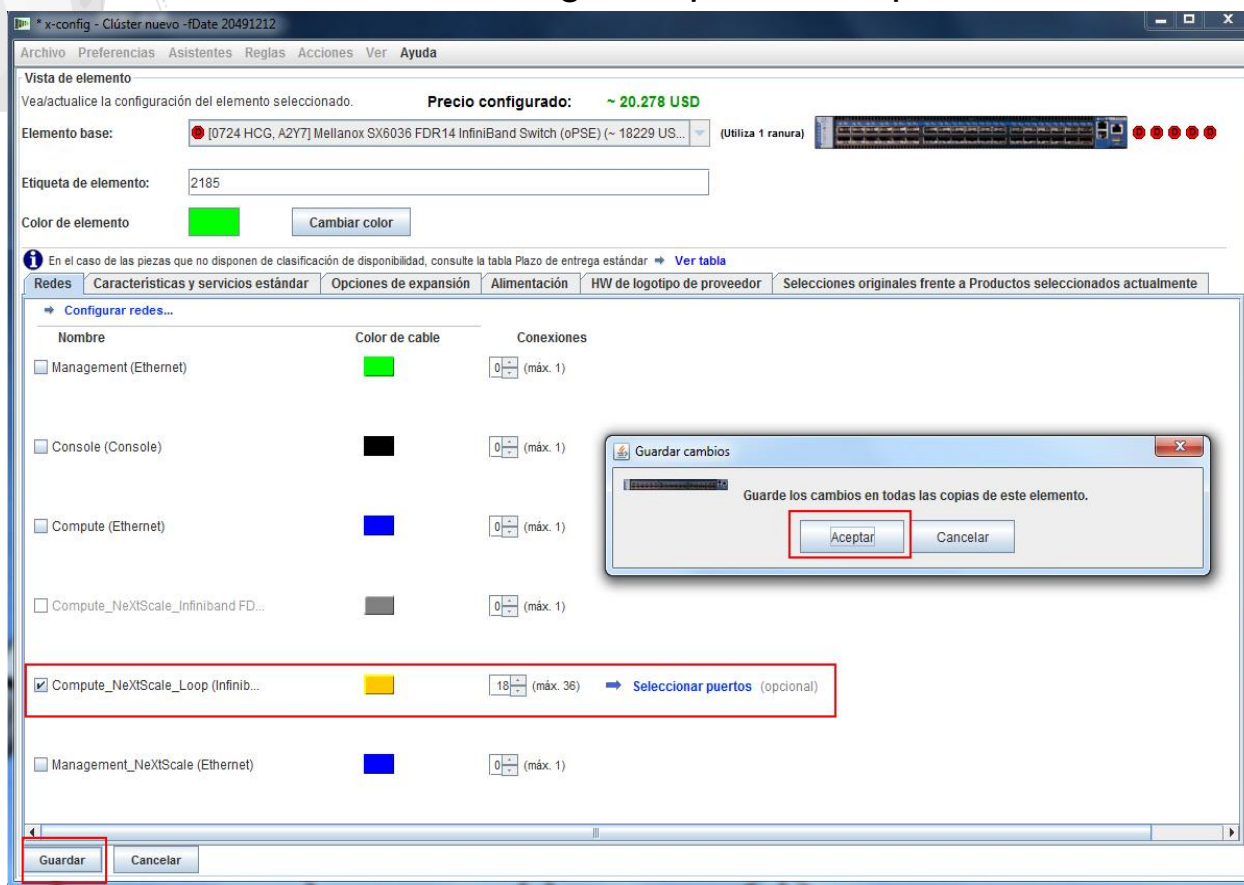 * x-config - Clúster nuevo -fDate 20491212
Archivo Preferencias Asistentes Reglas Acciones Ver Ayuda
Vista de elemento
Vea/actualice la configuración del elemento seleccionado. Precio configurado: ~ 20.278 USD
Elemento base: [0724 HCG, A2Y7] Mellanox SX6036 FDR14 InfiniBand Switch (oPSE) (~ 18229 US... (Utiliza 1 ranura)
Etiqueta de elemento: 2185
Color de elemento Cambiar color
En el caso de las piezas que no disponen de clasificación de disponibilidad, consulte la tabla Plazo de entrega estándar Ver tabla
Redes Características y servicios estándar Opciones de expansión Alimentación HW de logotipo de proveedor Selecciones originales frente a Productos seleccionados actualmente
Configurar redes...
Nombre Color de cable Conexiones
Management (Ethernet) 0 (máx. 1)
Console (Console) 0 (máx. 1)
Guardar cambios
Guarde los cambios en todas las copias de este elemento.
Aceptar Cancelar
Compute (Ethernet) 0 (máx. 1)
Compute_NeXtScale_Infiniband FD... 0 (máx. 1)
Compute_NeXtScale_Loop (Infinib... 18 (máx. 36) Seleccionar puertos (opcional)
Management_NeXtScale (Ethernet) 0 (máx. 1)
Guardar Cancelar